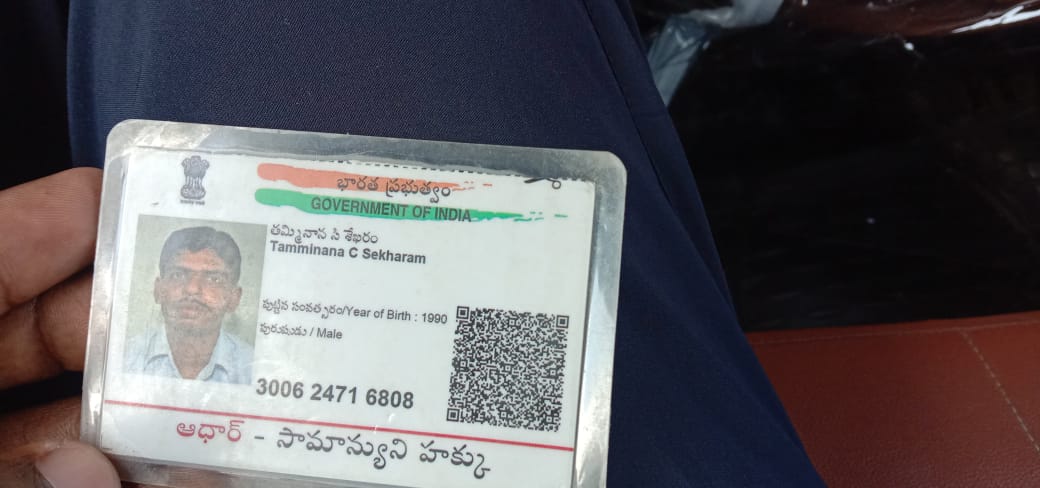 భారత ప్రభుత్వం
GOVERNMENT OF INDIA
తమ్మినాన సి శేఖరం
Tamminana C Sekharam
పుట్టిన సంవత్సరం/Year of Birth : 1990
పురుషుడు / Male
3006 2471 6808
ఆధార్ - సామాన్యుని హక్కు